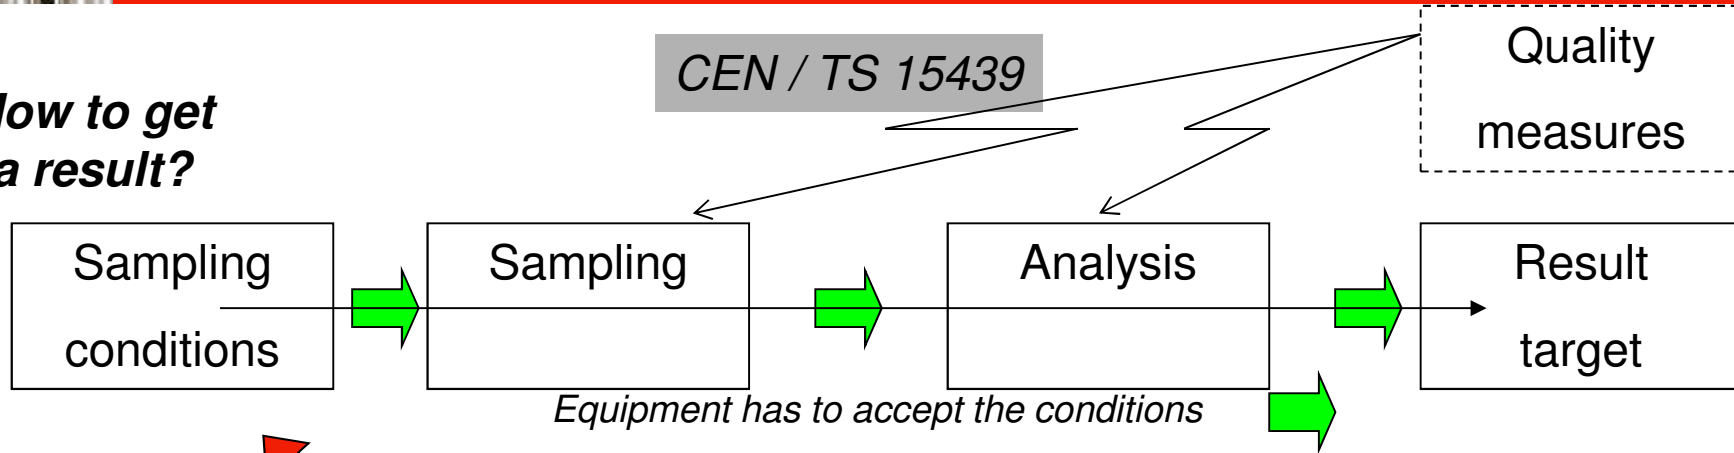 CEN / TS 15439
Quality
measures
low to get
a result?
Sampling
conditions
Sampling
Analysis
Result
target
Equipment has to accept the conditions